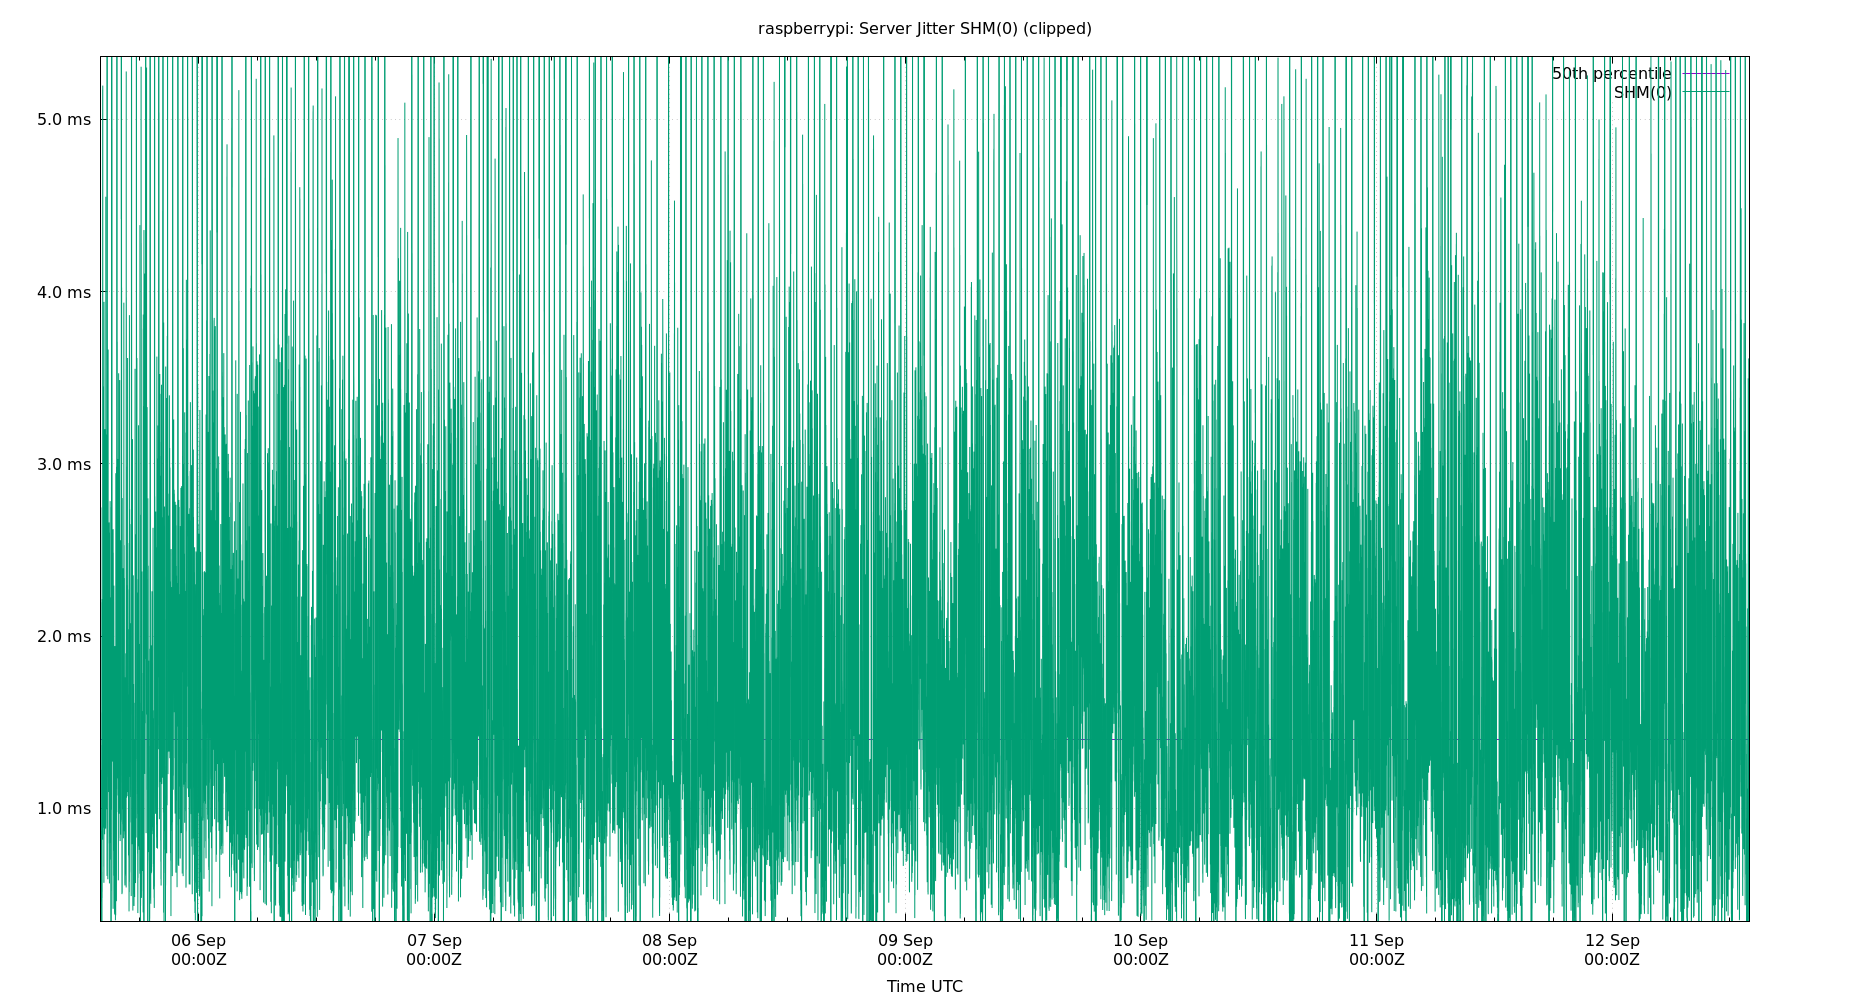 raspberrypi: Server Jitter SHM(0) (clipped)
50th percentile
SHM(0)
5.0 ms
4.0 ms
3.0 ms
2.0 ms
1.0 ms
06 Sep
00:00Z
07 Sep
00:00Z
08 Sep
00:00Z
09 Sep
00:00Z
10 Sep
00:00Z
11 Sep
00:00Z
12 Sep
00:00Z
Time UTC